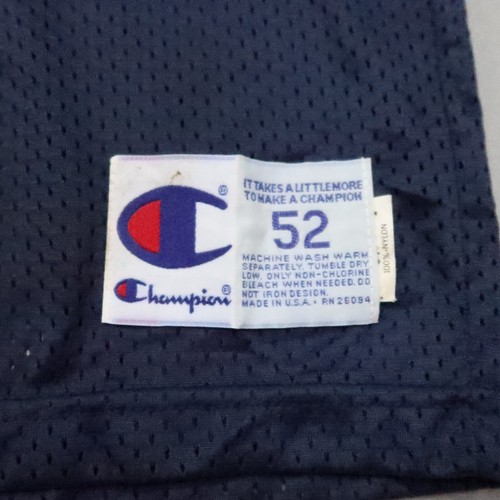 ®
Champion®
IT TAKES A LITTLE MORE
TO MAKE A CHAMPION
52
MACHINE WASH WARM
SEPARATELY. TUMBLE DRY
LOW. ONLY NON-CHLORINE
BLEACH WHEN NEEDED. DO
NOT IRON DESIGN.
MADE IN U.S.A. • RN 26094
100% NYLON